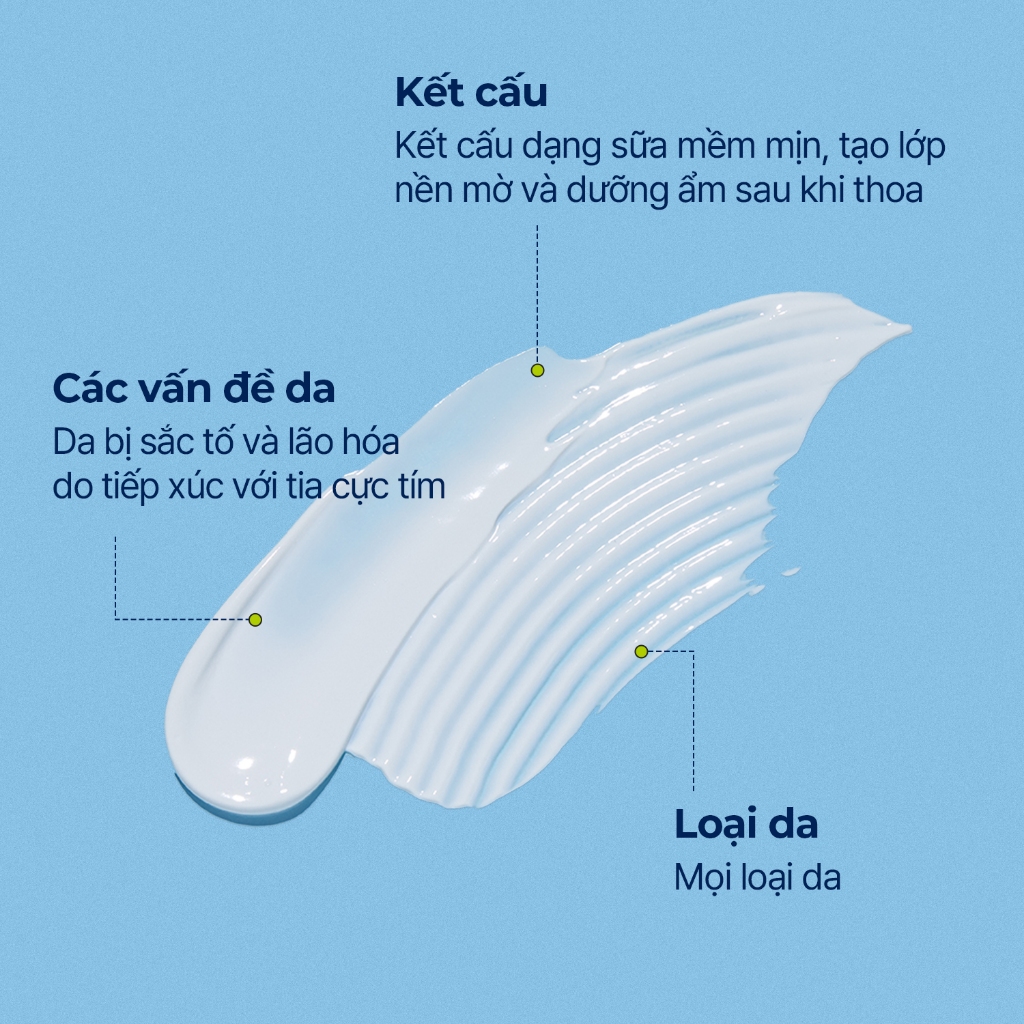 Kết cấu
Kết cấu dạng sữa mềm mịn, tạo lớp
nền mờ và dưỡng ẩm sau khi thoa
Các vấn đề da
Da bị sắc tố và lão hóa
do tiếp xúc với tia cực tím
Loại da
Mọi loại da